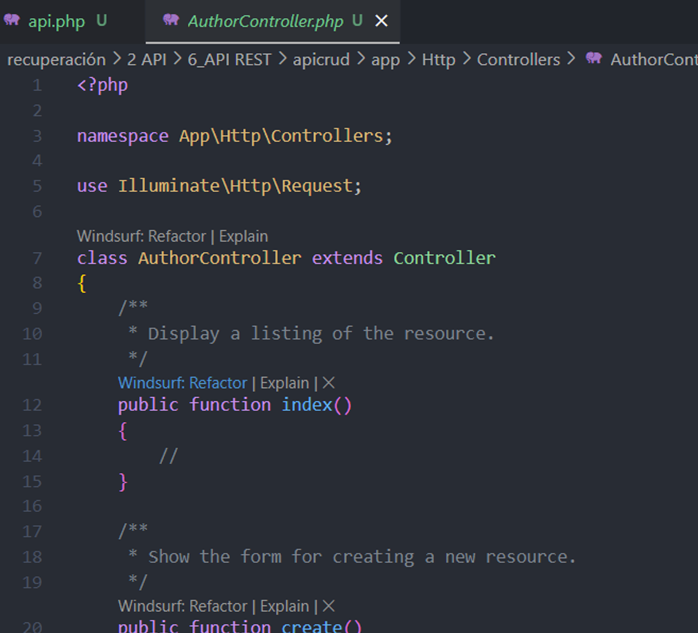 api.php U AuthorController.php U ×
recuperación > 2 API > 6_API REST > apicrud > app > Http > Controllers > AuthorCont
1 <?php
2
3 namespace App\Http\Controllers;
4
5 use Illuminate\Http\Request;
6
Windsurf: Refactor | Explain
7 class AuthorController extends Controller
8 {
9 /**
10 * Display a listing of the resource.
11 */
Windsurf: Refactor | Explain | ×
12 public function index()
13 {
14 //
15 }
16
17 /**
18 * Show the form for creating a new resource.
19 */
Windsurf: Refactor | Explain | ×
20 public function create()